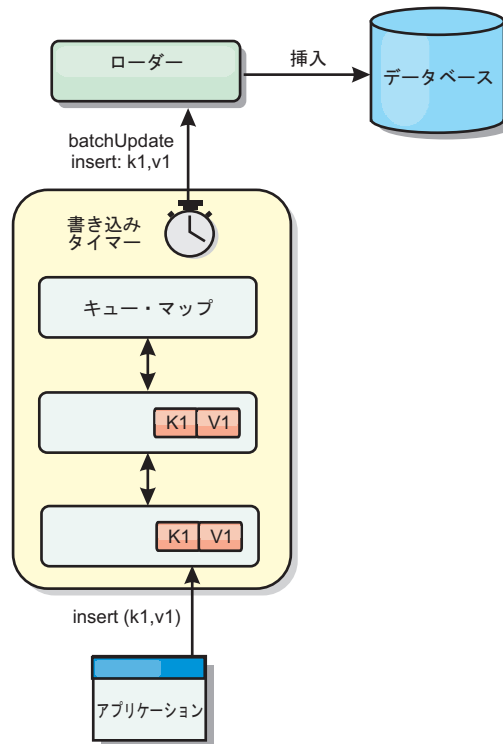 ローダー
挿入
データベース
batchUpdate
insert: k1,v1
書き込み
タイマー
キュー・マップ
K1 V1
K1 V1
insert (k1,v1)
アプリケーション